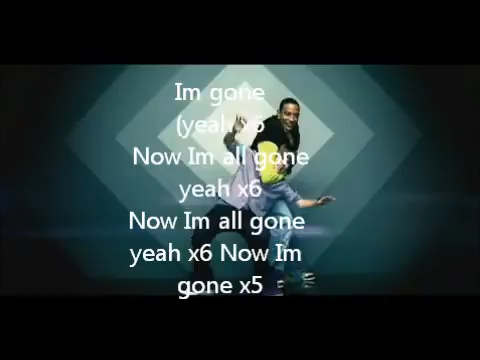 Im gone
(yeah x6
Now Im all gone
yeah x6
Now Im all gone
yeah x6 Now Im
gone x5